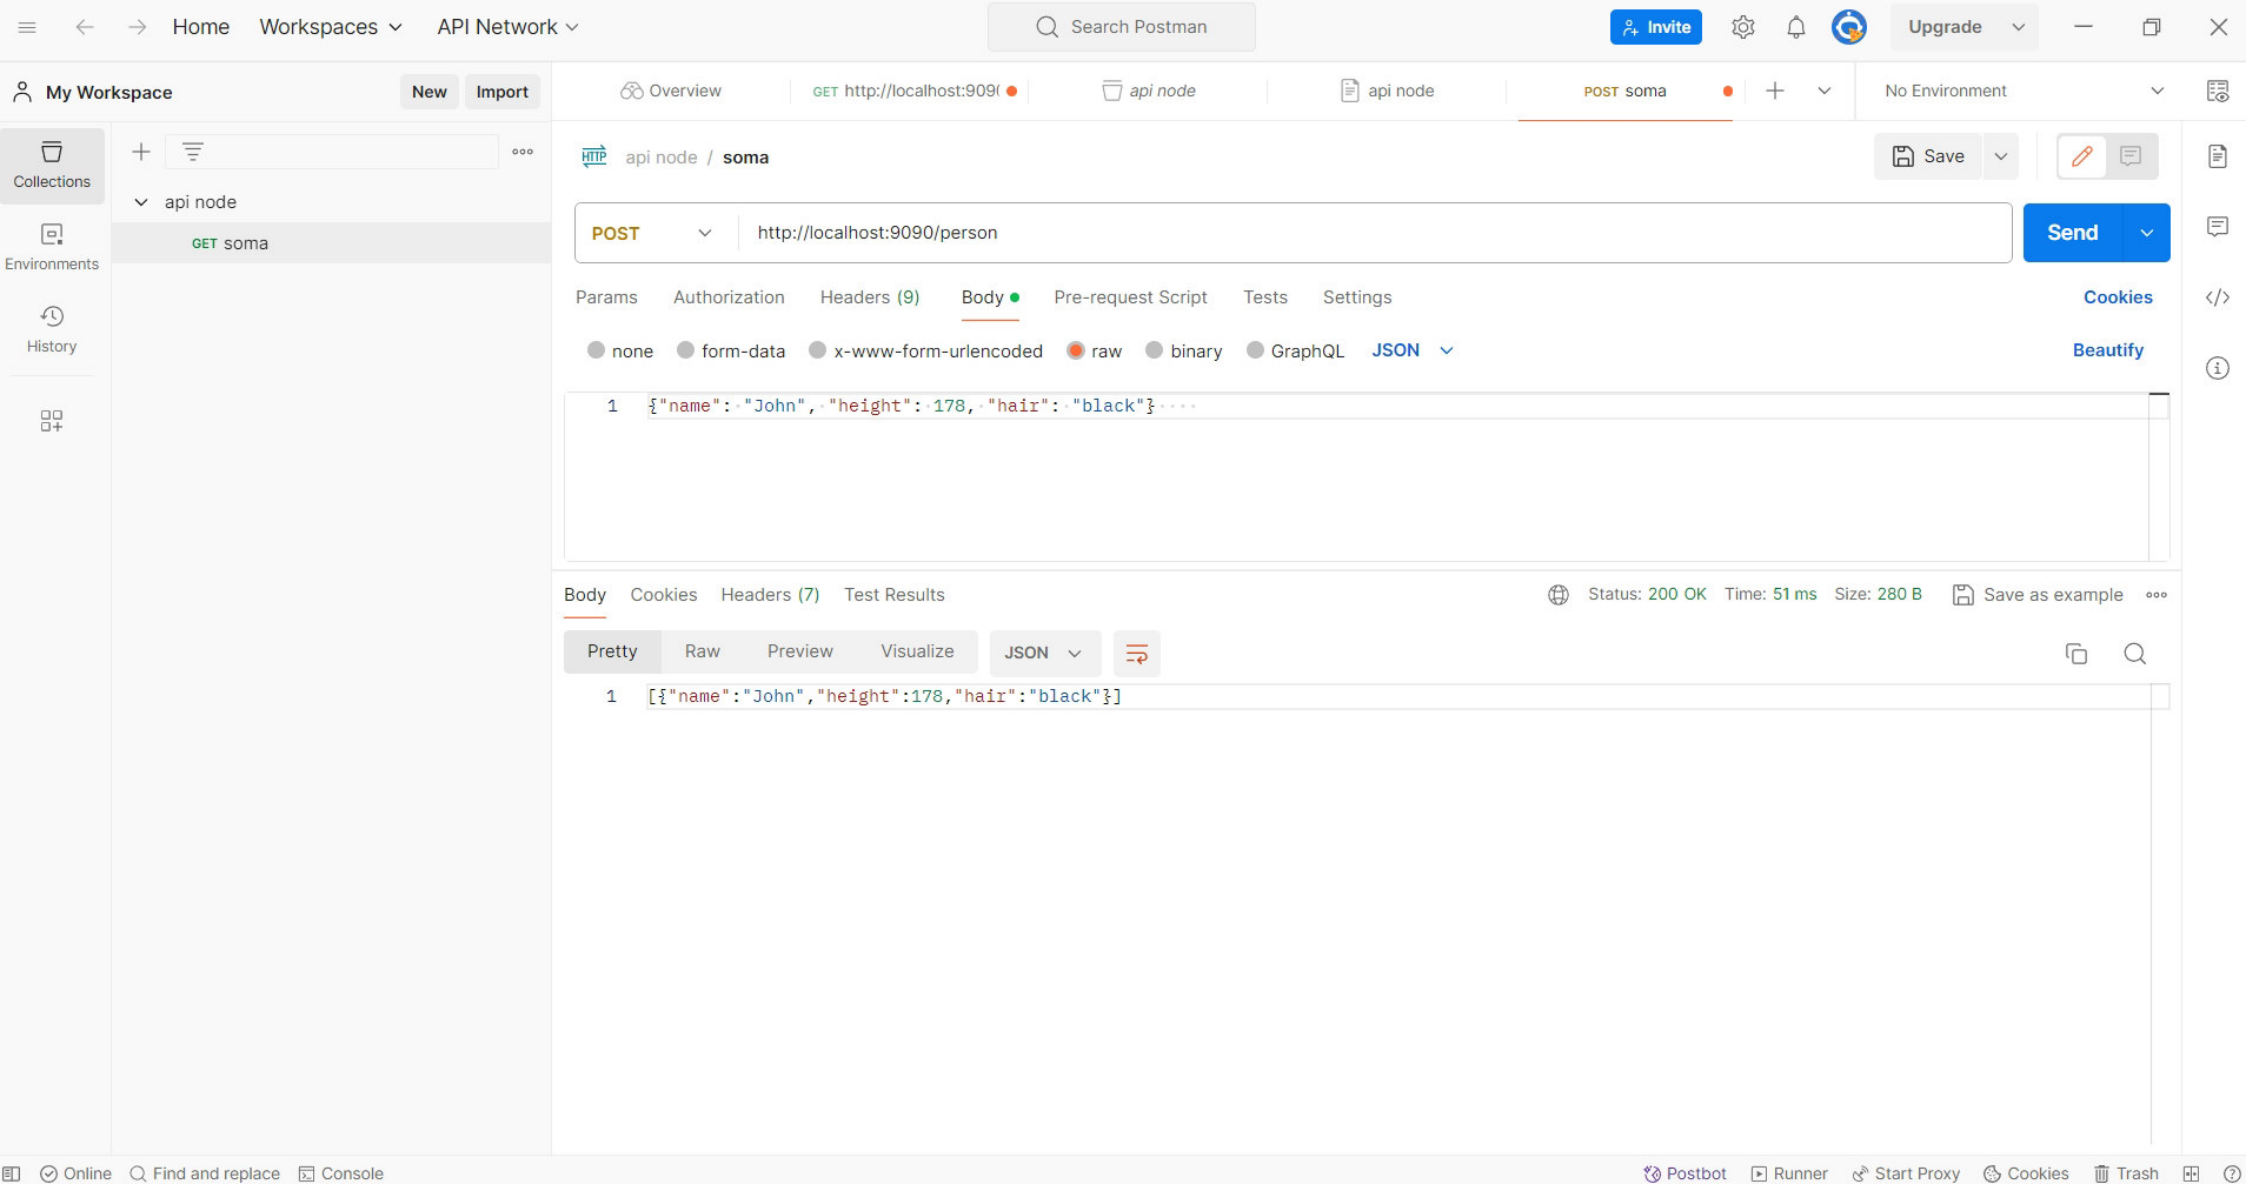 Home Workspaces API Network Search Postman Invite Upgrade
My Workspace New Import Overview GET http://localhost:909 api node api node POST soma No Environment
Collections
Environments
History
api node
GET soma
HTTP api node / soma Save
POST http://localhost:9090/person Send
Params Authorization Headers (9) Body Pre-request Script Tests Settings Cookies
none form-data x-www-form-urlencoded raw binary GraphQL JSON Beautify
1 {"name": "John", "height": 178, "hair": "black"}
Body Cookies Headers (7) Test Results Status: 200 OK Time: 51 ms Size: 280 B Save as example
Pretty Raw Preview Visualize JSON
1 [{"name":"John","height":178,"hair":"black"}]
Online Find and replace Console Postbot Runner Start Proxy Cookies Trash